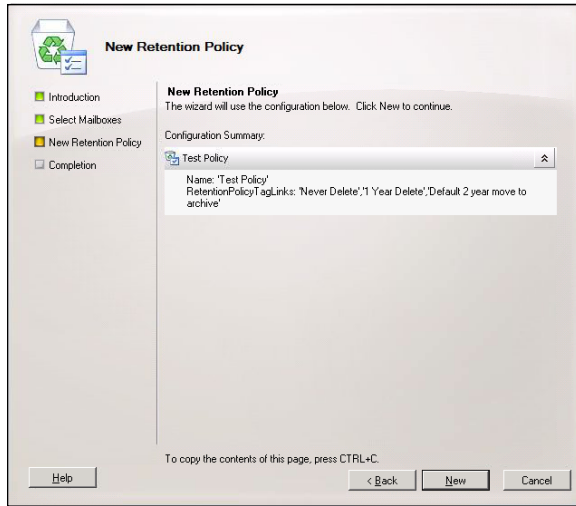 New Retention Policy
Introduction
Select Mailboxes
New Retention Policy
Completion
New Retention Policy
The wizard will use the configuration below. Click New to continue.
Configuration Summary:
Test Policy
Name: 'Test Policy'
RetentionPolicyTagLinks: 'Never Delete','1 Year Delete','Default 2 year move to
archive'
To copy the contents of this page, press CTRL+C.
Help
< Back
New
Cancel